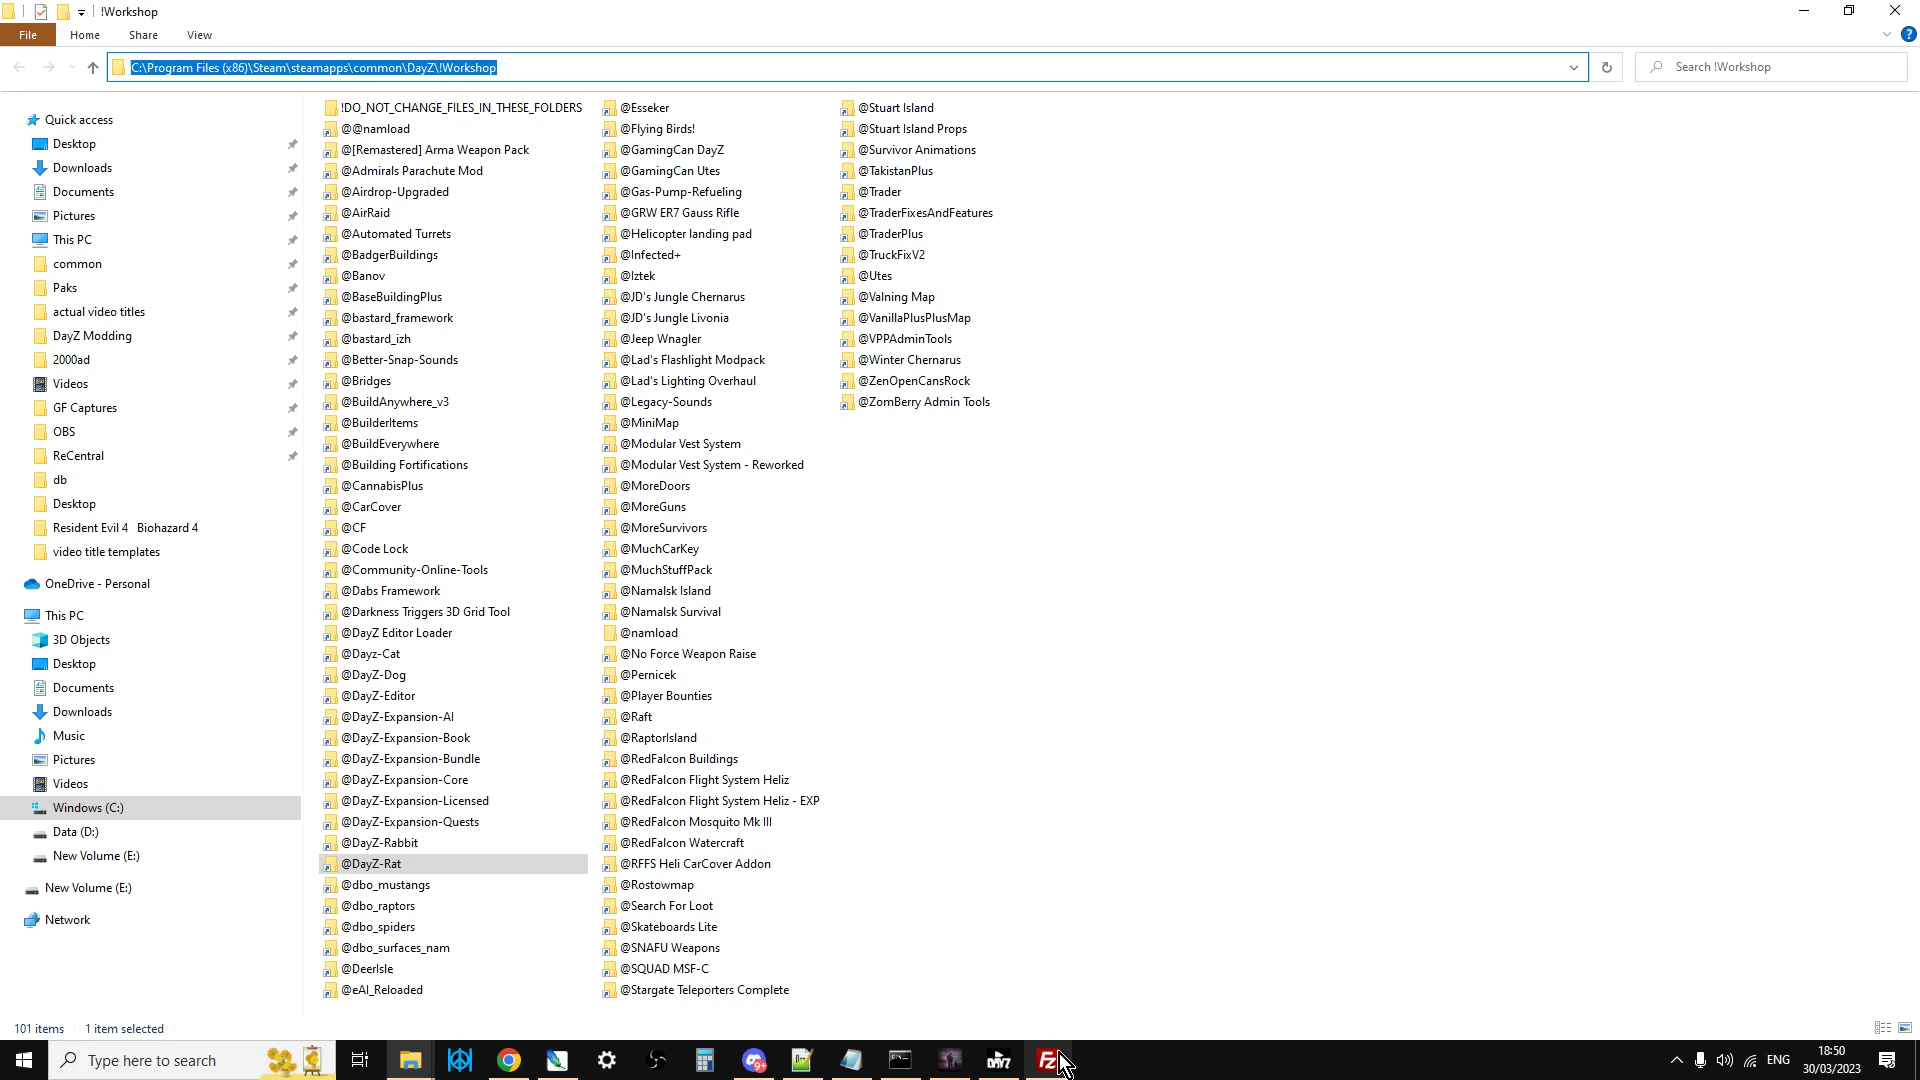 !Workshop
File
Home
Share
View
C:\Program Files (x86)\Steam\steamapps\common\DayZ\!Workshop
Search !Workshop
Quick access
Desktop
Downloads
Documents
Pictures
This PC
common
Paks
actual video titles
DayZ Modding
2000ad
Videos
GF Captures
OBS
ReCentral
db
Desktop
Resident Evil 4   Biohazard 4
video title templates
OneDrive - Personal
This PC
3D Objects
Desktop
Documents
Downloads
Music
Pictures
Videos
Windows (C:)
Data (D:)
New Volume (E:)
New Volume (E:)
Network
!DO_NOT_CHANGE_FILES_IN_THESE_FOLDERS
@@namload
@[Remastered] Arma Weapon Pack
@Admirals Parachute Mod
@Airdrop-Upgraded
@AirRaid
@Automated Turrets
@BadgerBuildings
@Banov
@BaseBuildingPlus
@bastard_framework
@bastard_izh
@Better-Snap-Sounds
@Bridges
@BuildAnywhere_v3
@BuilderItems
@BuildEverywhere
@Building Fortifications
@CannabisPlus
@CarCover
@CF
@Code Lock
@Community-Online-Tools
@Dabs Framework
@Darkness Triggers 3D Grid Tool
@DayZ Editor Loader
@Dayz-Cat
@DayZ-Dog
@DayZ-Editor
@DayZ-Expansion-AI
@DayZ-Expansion-Book
@DayZ-Expansion-Bundle
@DayZ-Expansion-Core
@DayZ-Expansion-Licensed
@DayZ-Expansion-Quests
@DayZ-Rabbit
@DayZ-Rat
@dbo_mustangs
@dbo_raptors
@dbo_spiders
@dbo_surfaces_nam
@DeerIsle
@eAI_Reloaded
@Esseker
@Flying Birds!
@GamingCan DayZ
@GamingCan Utes
@Gas-Pump-Refueling
@GRW ER7 Gauss Rifle
@Helicopter landing pad
@Infected+
@Iztek
@JD's Jungle Chernarus
@JD's Jungle Livonia
@Jeep Wnagler
@Lad's Flashlight Modpack
@Lad's Lighting Overhaul
@Legacy-Sounds
@MiniMap
@Modular Vest System
@Modular Vest System - Reworked
@MoreDoors
@MoreGuns
@MoreSurvivors
@MuchCarKey
@MuchStuffPack
@Namalsk Island
@Namalsk Survival
@namload
@No Force Weapon Raise
@Pernicek
@Player Bounties
@Raft
@RaptorIsland
@RedFalcon Buildings
@RedFalcon Flight System Heliz
@RedFalcon Flight System Heliz - EXP
@RedFalcon Mosquito Mk III
@RedFalcon Watercraft
@RFFS Heli CarCover Addon
@Rostowmap
@Search For Loot
@Skateboards Lite
@SNAFU Weapons
@SQUAD MSF-C
@Stargate Teleporters Complete
@Stuart Island
@Stuart Island Props
@Survivor Animations
@TakistanPlus
@Trader
@TraderFixesAndFeatures
@TraderPlus
@TruckFixV2
@Utes
@Valning Map
@VanillaPlusPlusMap
@VPPAdminTools
@Winter Chernarus
@ZenOpenCansRock
@ZomBerry Admin Tools
101 items
1 item selected
Type here to search
9+
DAYZ
FZ
ENG
18:50
30/03/2023